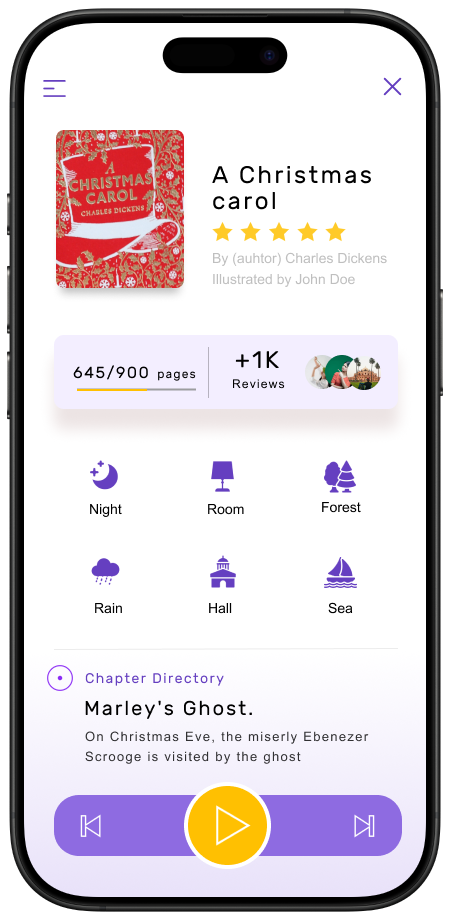 A
CHRISTMAS
CAROL
CHARLES DICKENS
A Christmas
carol
By (auhtor) Charles Dickens
Illustrated by John Doe
645/900 pages
+1K
Reviews
Night
Room
Forest
Rain
Hall
Sea
Chapter Directory
Marley's Ghost.
On Christmas Eve, the miserly Ebenezer
Scrooge is visited by the ghost